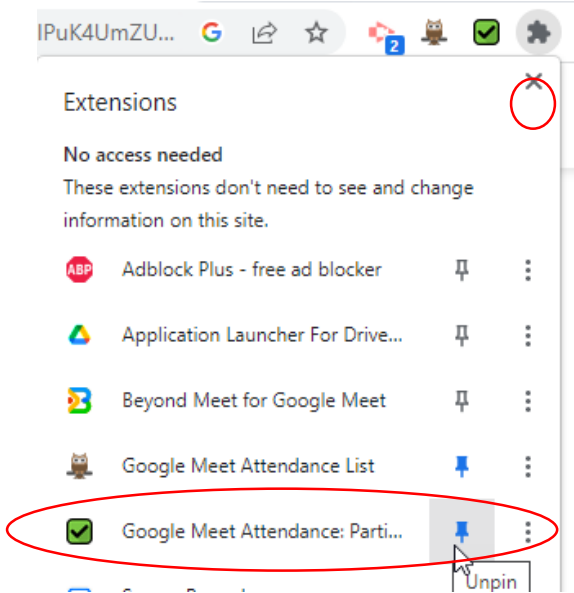 IPuK4UmZU...
2
Extensions
No access needed
These extensions don't need to see and change
information on this site.
ABP Adblock Plus - free ad blocker
Application Launcher For Drive...
Beyond Meet for Google Meet
Google Meet Attendance List
Google Meet Attendance: Parti...
Unpin